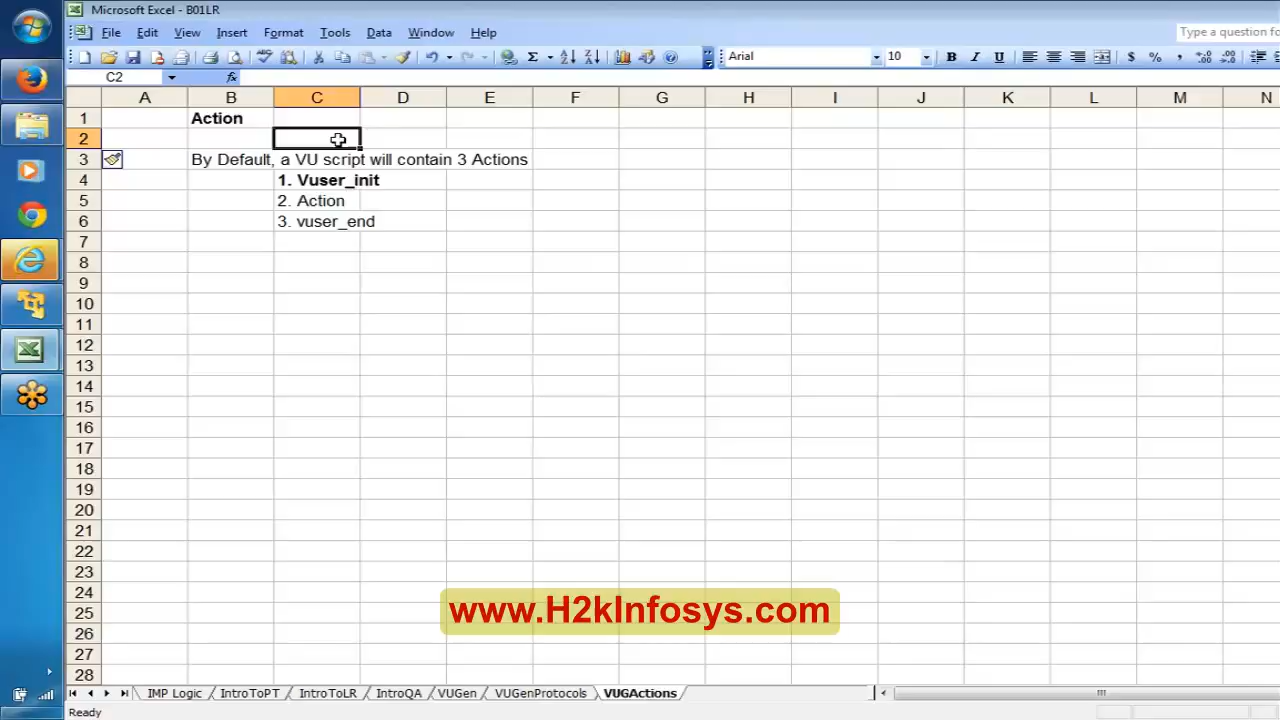 Microsoft Excel - B01LR
File Edit View Insert Format Tools Data Window Help
Type a question fo
Arial 10 B I U $ % ,
C2 fx
A B C D E F G H I J K L M N
1 Action
2
3 By Default, a VU script will contain 3 Actions
4 1. Vuser_init
5 2. Action
6 3. vuser_end
7
8
9
10
11
12
13
14
15
16
17
18
19
20
21
22
23
24
25
26
27
28
www.H2kInfosys.com
IMP Logic IntroToPT IntroToLR IntroQA VUGen VUGenProtocols VUGActions
Ready